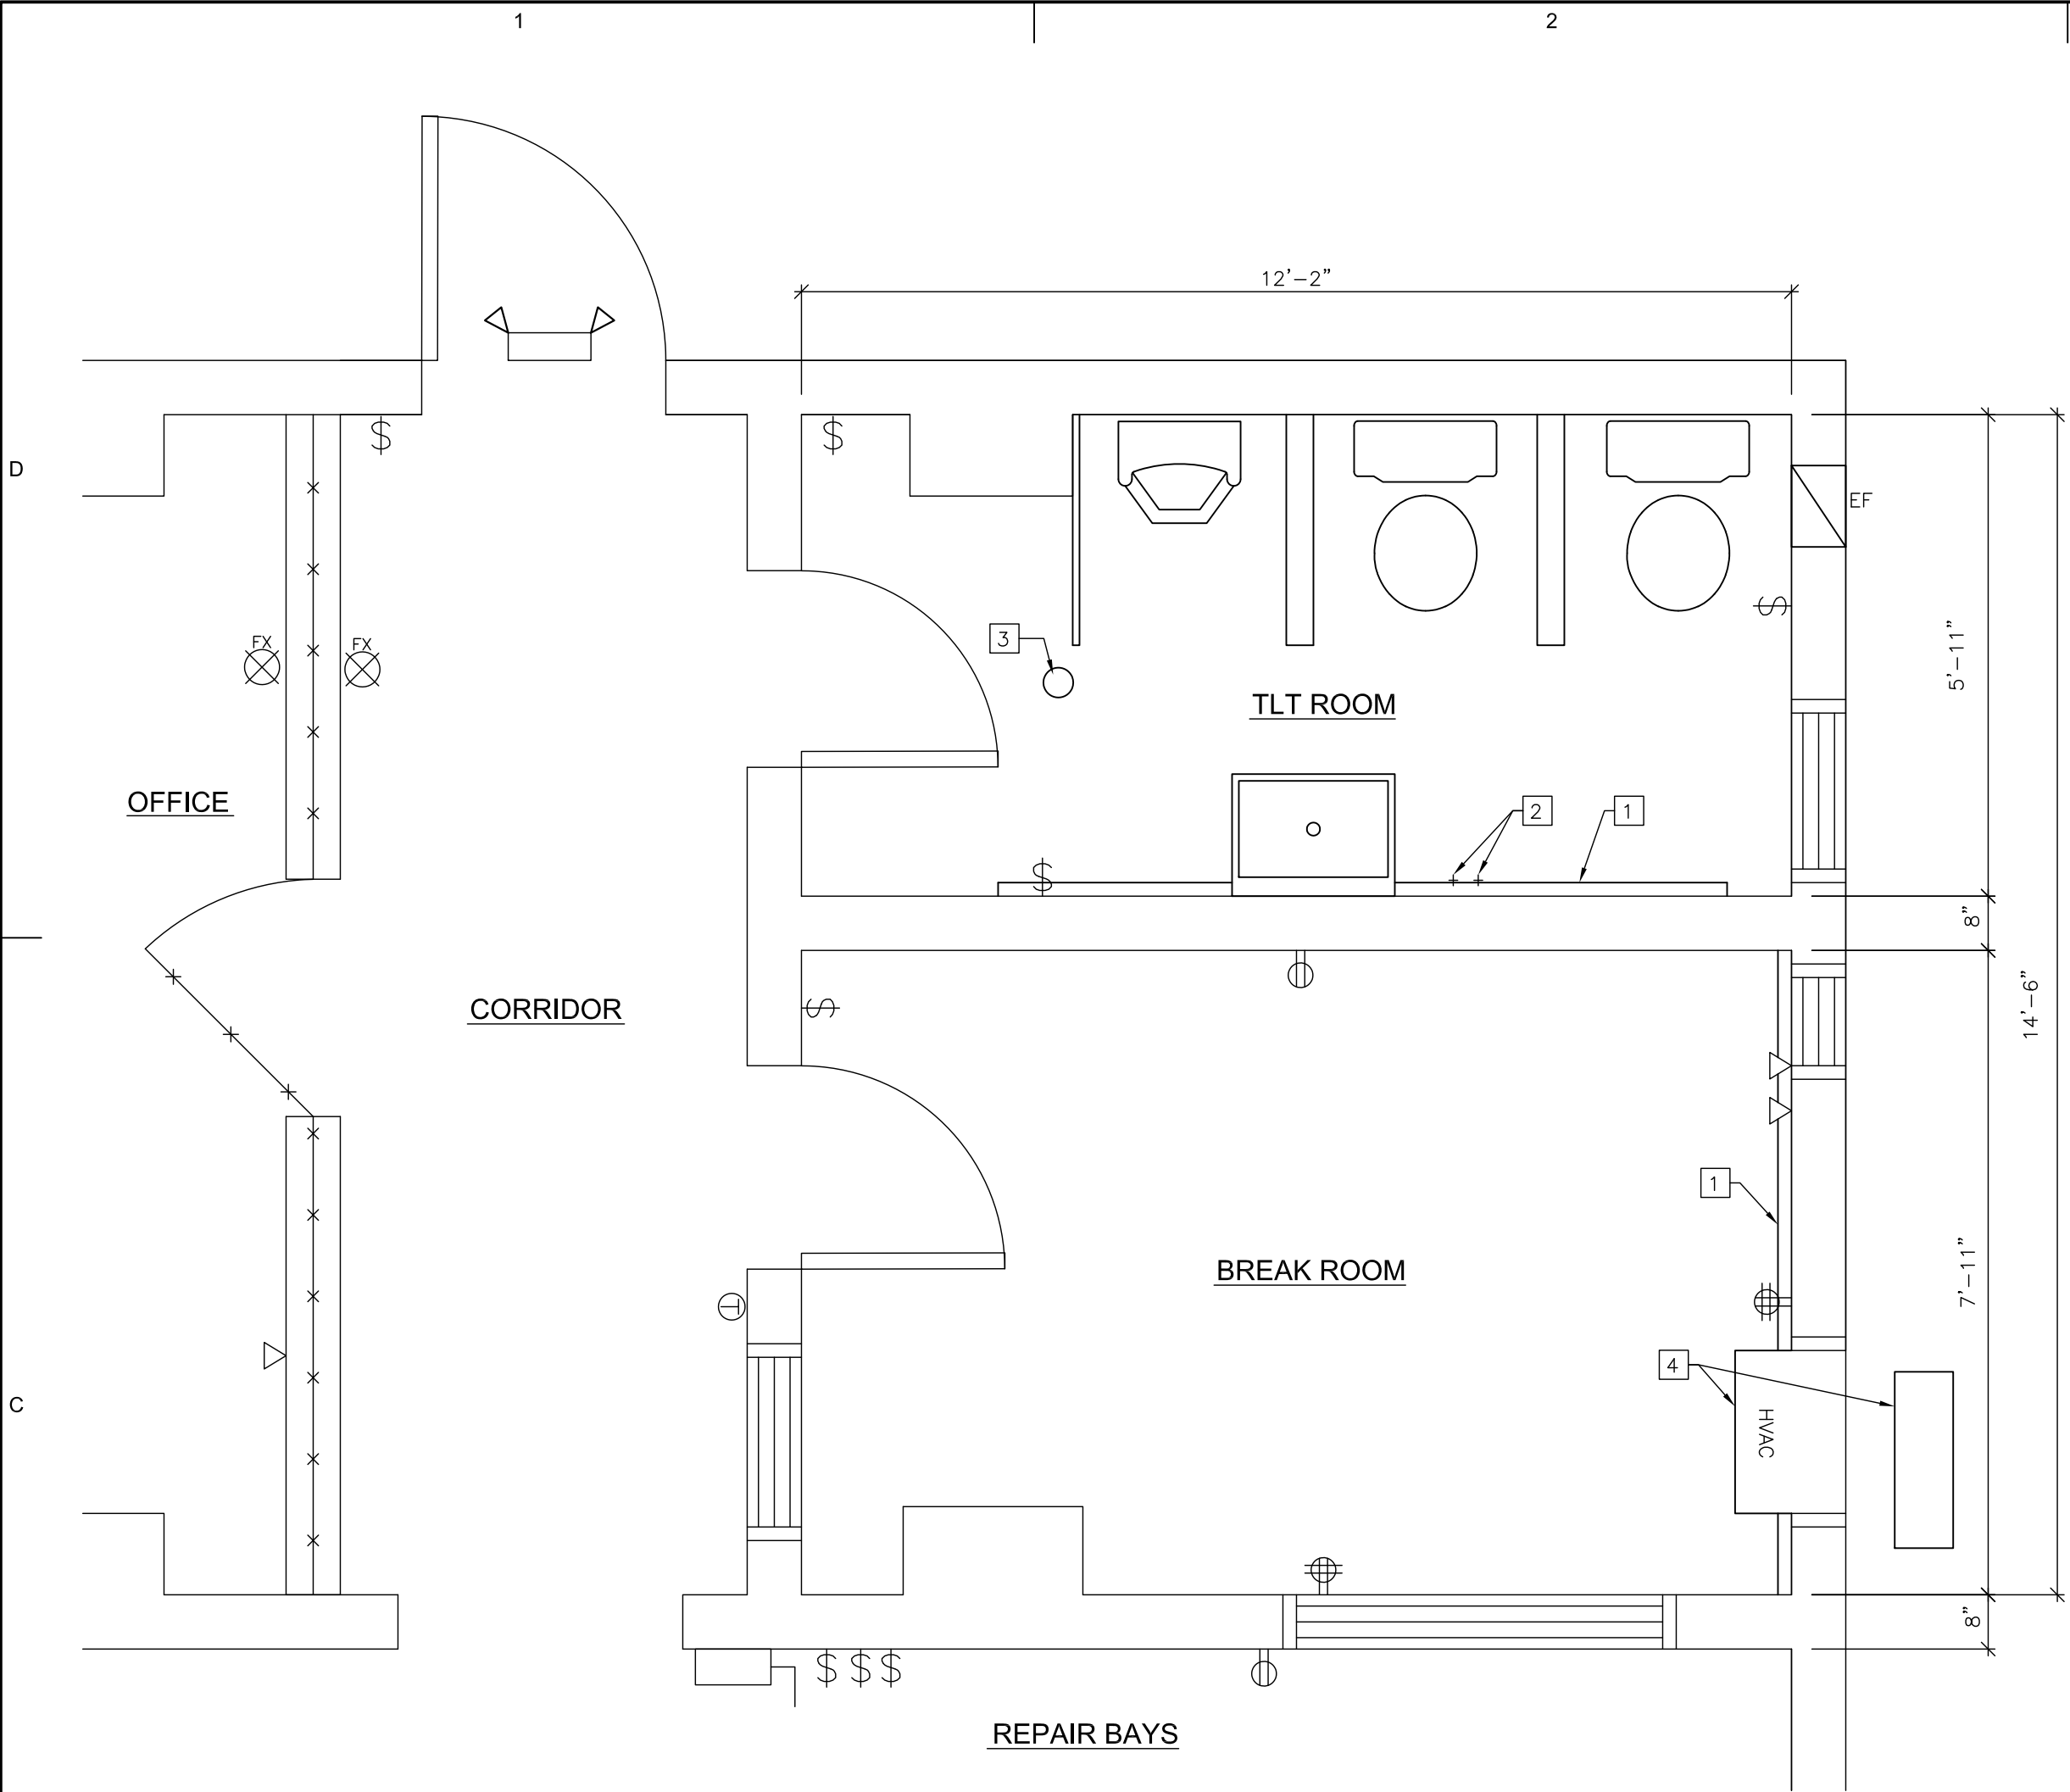 1
2
12'-2"
D
EF
FX
FX
3
5'-11"
TLT ROOM
OFFICE
2
1
8"
CORRIDOR
14'-6"
1
BREAK ROOM
7'-11"
4
C
HVAC
8"
$
$
$
$
$
$ $ $
T
REPAIR BAYS